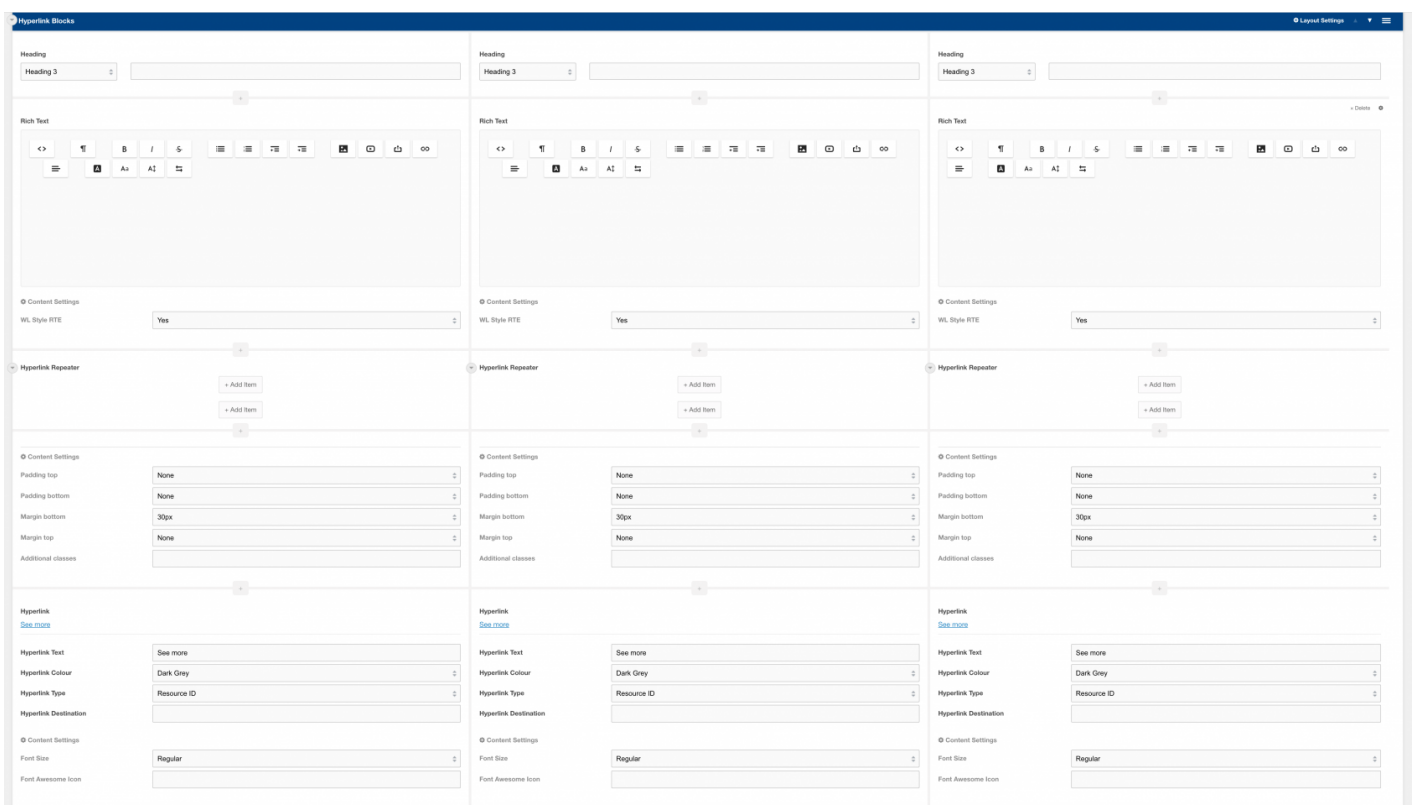 Hyperlink Blocks Layout Settings
Heading Heading Heading
Heading 3 Heading 3 Heading 3
+ + +
+ Delete
Rich Text Rich Text Rich Text
<> ¶ B I S <> ¶ B I S <> ¶ B I S
A Aa A A Aa A A Aa A
Content Settings Content Settings Content Settings
WL Style RTE Yes WL Style RTE Yes WL Style RTE Yes
+ + +
Hyperlink Repeater Hyperlink Repeater Hyperlink Repeater
+ Add Item + Add Item + Add Item
+ Add Item + Add Item + Add Item
+ + +
Content Settings Content Settings Content Settings
Padding top None Padding top None Padding top None
Padding bottom None Padding bottom None Padding bottom None
Margin bottom 30px Margin bottom 30px Margin bottom 30px
Margin top None Margin top None Margin top None
Additional classes Additional classes Additional classes
+ + +
Hyperlink Hyperlink Hyperlink
See more See more See more
Hyperlink Text See more Hyperlink Text See more Hyperlink Text See more
Hyperlink Colour Dark Grey Hyperlink Colour Dark Grey Hyperlink Colour Dark Grey
Hyperlink Type Resource ID Hyperlink Type Resource ID Hyperlink Type Resource ID
Hyperlink Destination Hyperlink Destination Hyperlink Destination
Content Settings Content Settings Content Settings
Font Size Regular Font Size Regular Font Size Regular
Font Awesome Icon Font Awesome Icon Font Awesome Icon